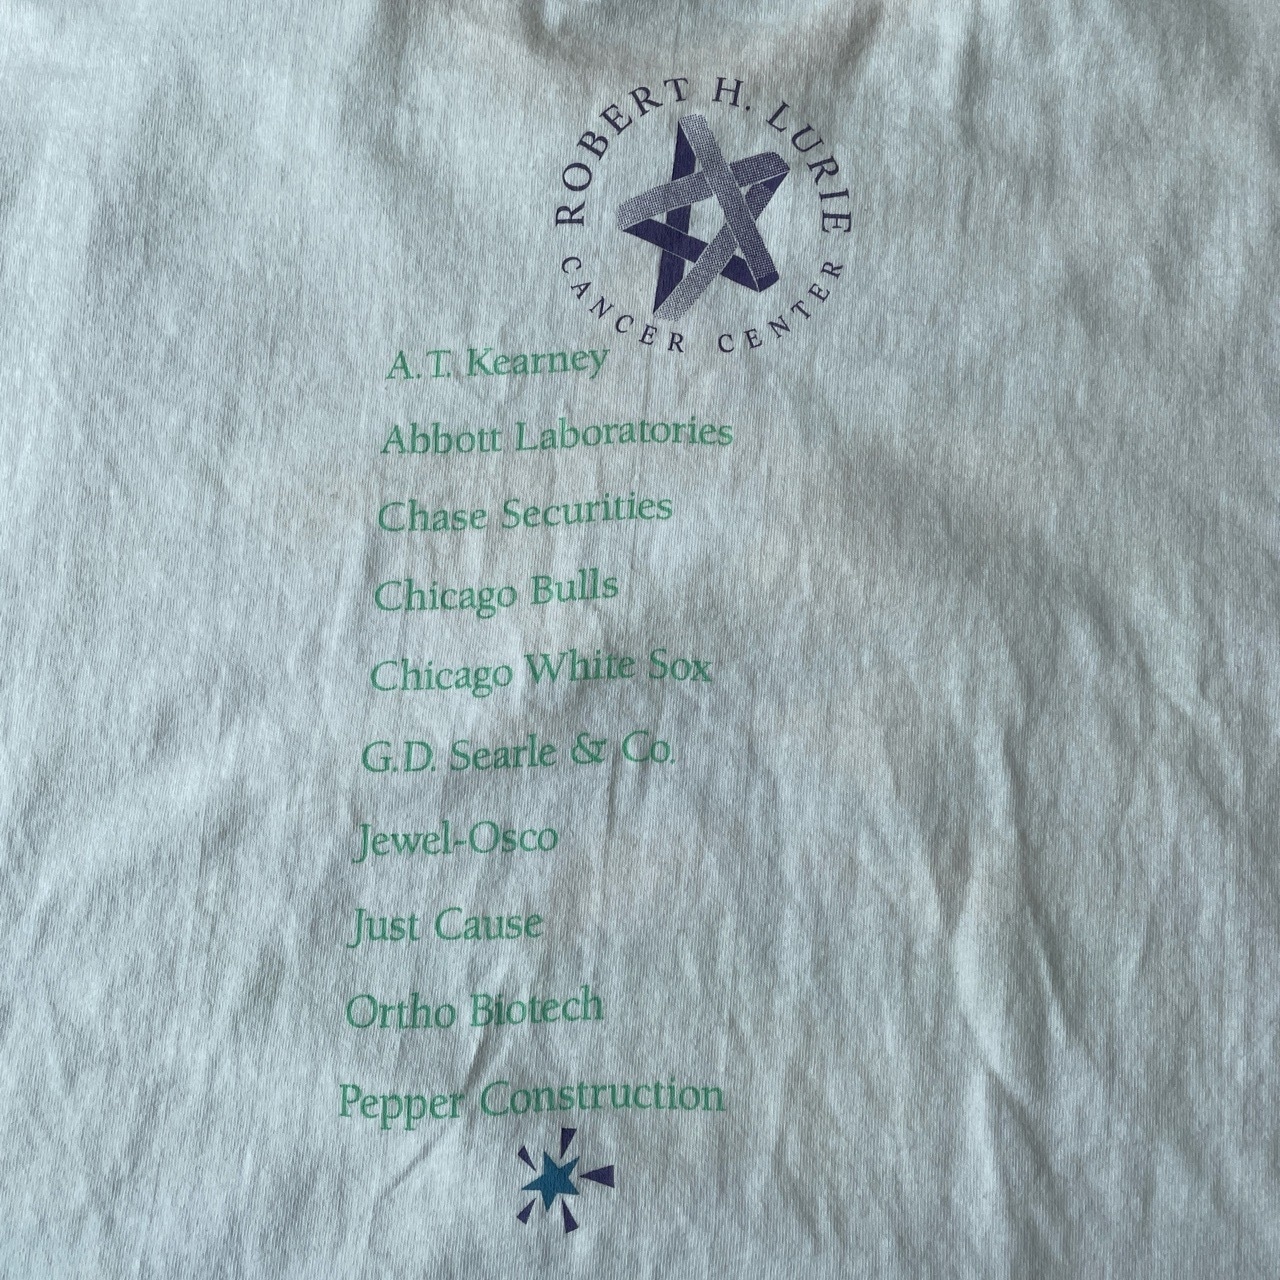 ROBERT H. LURIE
CANCER CENTER
A.T. Kearney
Abbott Laboratories
Chase Securities
Chicago Bulls
Chicago White Sox
G.D. Searle & Co.
Jewel-Osco
Just Cause
Ortho Biotech
Pepper Construction